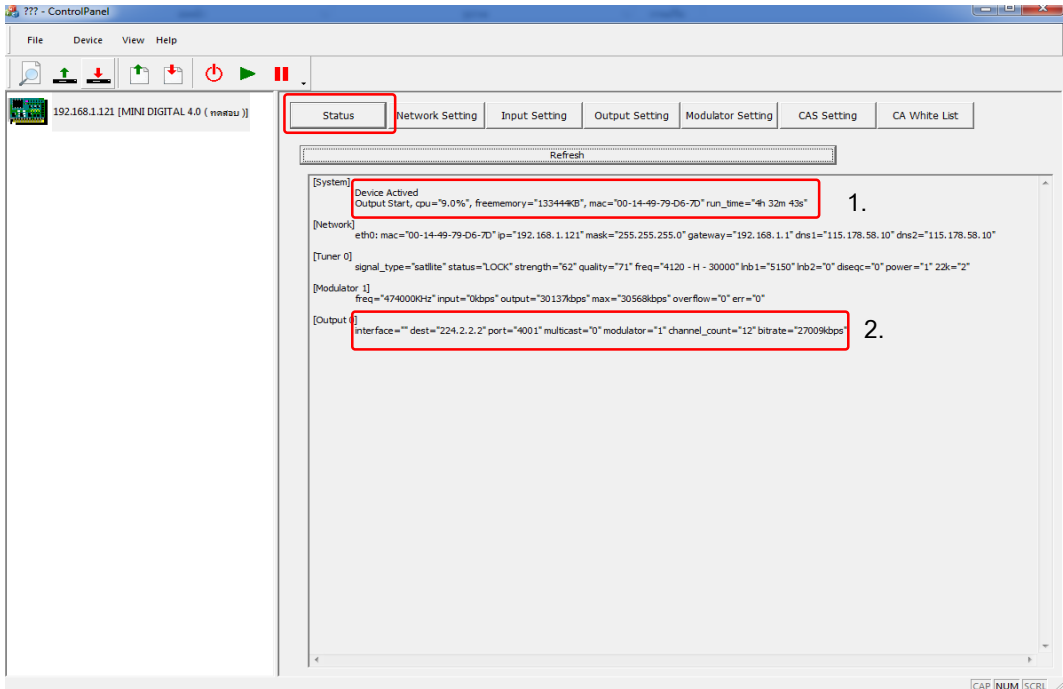 ??? - ControlPanel
File Device View Help
192.168.1.121 [MINI DIGITAL 4.0 ( ทดสอบ )]
Status Network Setting Input Setting Output Setting Modulator Setting CAS Setting CA White List
Refresh
[System]
Device Actived
Output Start, cpu="9.0%", freememory="133444KB", mac="00-14-49-79-D6-7D" run_time="4h 32m 43s"
1.
[Network]
eth0: mac="00-14-49-79-D6-7D" ip="192.168.1.121" mask="255.255.255.0" gateway="192.168.1.1" dns1="115.178.58.10" dns2="115.178.58.10"
[Tuner 0]
signal_type="satllite" status="LOCK" strength="62" quality="71" freq="4120 - H - 30000" lnb1="5150" lnb2="0" diseqc="0" power="1" 22k="2"
[Modulator 1]
freq="474000KHz" input="0kbps" output="30137kbps" max="30568kbps" overflow="0" err="0"
[Output 0]
interface="" dest="224.2.2.2" port="4001" multicast="0" modulator="1" channel_count="12" bitrate="27009kbps"
2.
CAP NUM SCRL